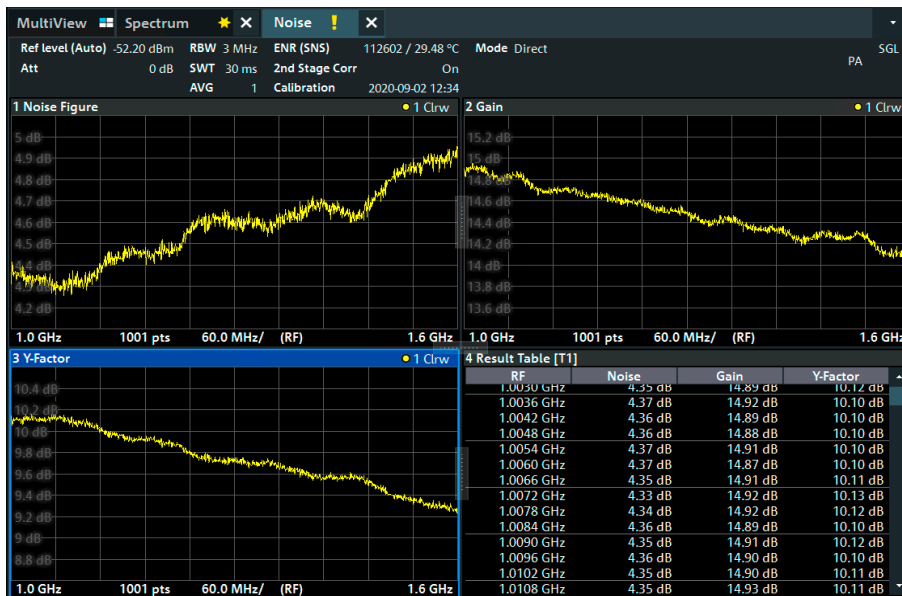 MultiView Spectrum Noise !
Ref level (Auto) -52.20 dBm RBW 3 MHz ENR (SNS) 112602 / 29.48 °C Mode Direct SGL
Att 0 dB SWT 30 ms 2nd Stage Corr On PA
AVG 1 Calibration 2020-09-02 12:34
1 Noise Figure 1 Clrw
5 dB
4.9 dB
4.8 dB
4.7 dB
4.6 dB
4.5 dB
4.4 dB
4.3 dB
4.2 dB
1.0 GHz 1001 pts 60.0 MHz/ (RF) 1.6 GHz
2 Gain 1 Clrw
15.2 dB
15 dB
14.8 dB
14.6 dB
14.4 dB
14.2 dB
14 dB
13.8 dB
13.6 dB
1.0 GHz 1001 pts 60.0 MHz/ (RF) 1.6 GHz
3 Y-Factor 1 Clrw
10.4 dB
10.2 dB
10 dB
9.8 dB
9.6 dB
9.4 dB
9.2 dB
9 dB
8.8 dB
1.0 GHz 1001 pts 60.0 MHz/ (RF) 1.6 GHz
4 Result Table [T1]
RF Noise Gain Y-Factor
1.0030 GHz 4.35 dB 14.89 dB 10.12 dB
1.0036 GHz 4.37 dB 14.92 dB 10.10 dB
1.0042 GHz 4.36 dB 14.89 dB 10.10 dB
1.0048 GHz 4.36 dB 14.88 dB 10.10 dB
1.0054 GHz 4.37 dB 14.91 dB 10.10 dB
1.0060 GHz 4.37 dB 14.87 dB 10.10 dB
1.0066 GHz 4.35 dB 14.91 dB 10.11 dB
1.0072 GHz 4.33 dB 14.92 dB 10.13 dB
1.0078 GHz 4.34 dB 14.92 dB 10.12 dB
1.0084 GHz 4.36 dB 14.89 dB 10.10 dB
1.0090 GHz 4.35 dB 14.91 dB 10.12 dB
1.0096 GHz 4.36 dB 14.90 dB 10.10 dB
1.0102 GHz 4.35 dB 14.90 dB 10.11 dB
1.0108 GHz 4.35 dB 14.93 dB 10.11 dB